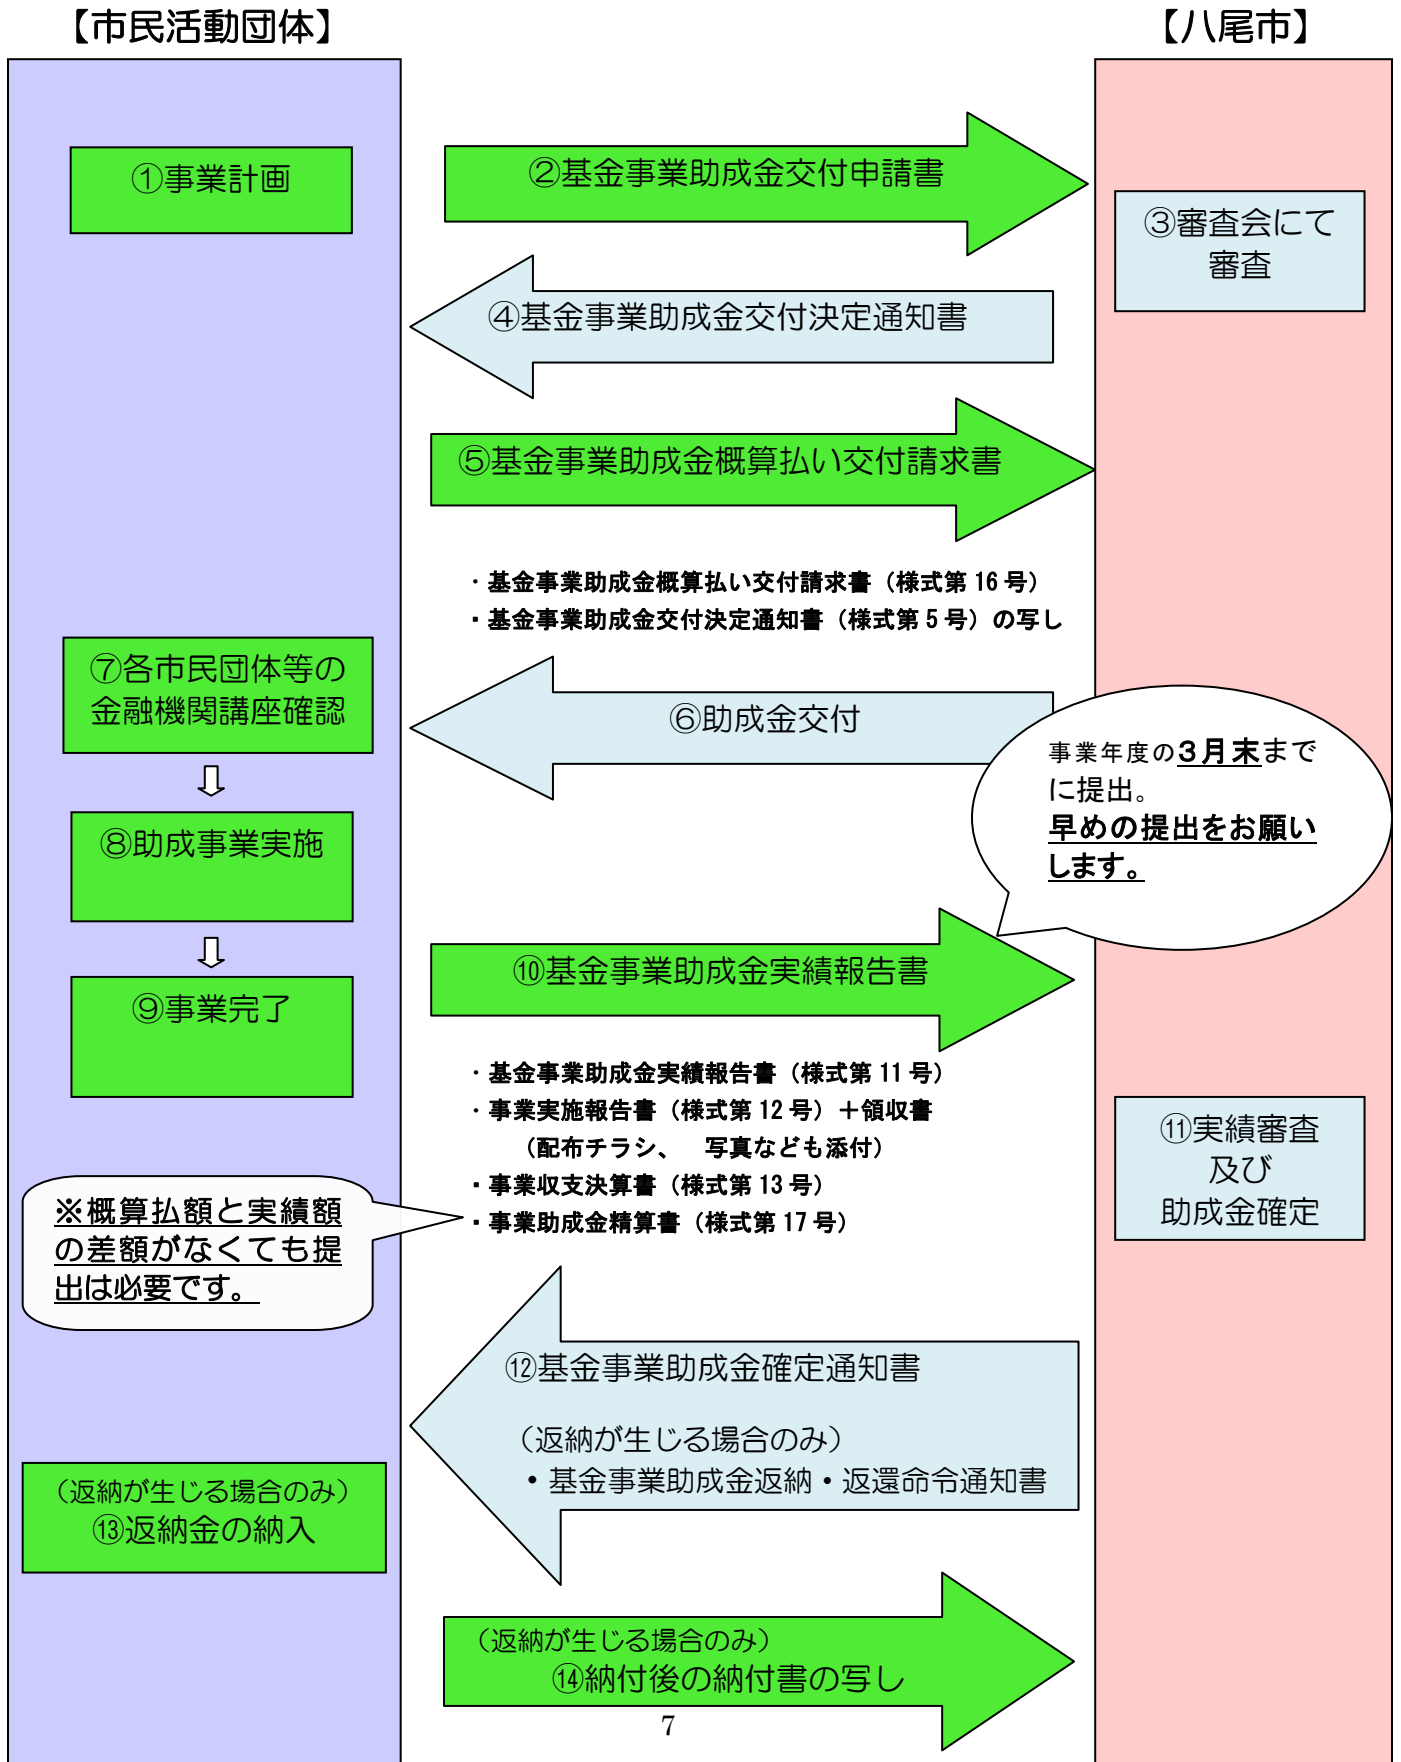 【市民活動団体】
【八尾市】
①事業計画
②基金事業助成金交付申請書
③審査会にて
審査
④基金事業助成金交付決定通知書
⑤基金事業助成金概算払い交付請求書
・基金事業助成金概算払い交付請求書（様式第16号）
・基金事業助成金交付決定通知書（様式第5号）の写し
⑦各市民団体等の
金融機関講座確認
⑥助成金交付
事業年度の３月末まで
に提出。
早めの提出をお願い
します。
⑧助成事業実施
⑨事業完了
⑩基金事業助成金実績報告書
・基金事業助成金実績報告書（様式第11号）
・事業実施報告書（様式第12号）＋領収書
（配布チラシ、　写真なども添付）
・事業収支決算書（様式第13号）
・事業助成金精算書（様式第17号）
⑪実績審査
及び
助成金確定
※概算払額と実績額
の差額がなくても提
出は必要です。
⑫基金事業助成金確定通知書
（返納が生じる場合のみ）
・基金事業助成金返納・返還命令通知書
（返納が生じる場合のみ）
⑬返納金の納入
（返納が生じる場合のみ）
⑭納付後の納付書の写し
7